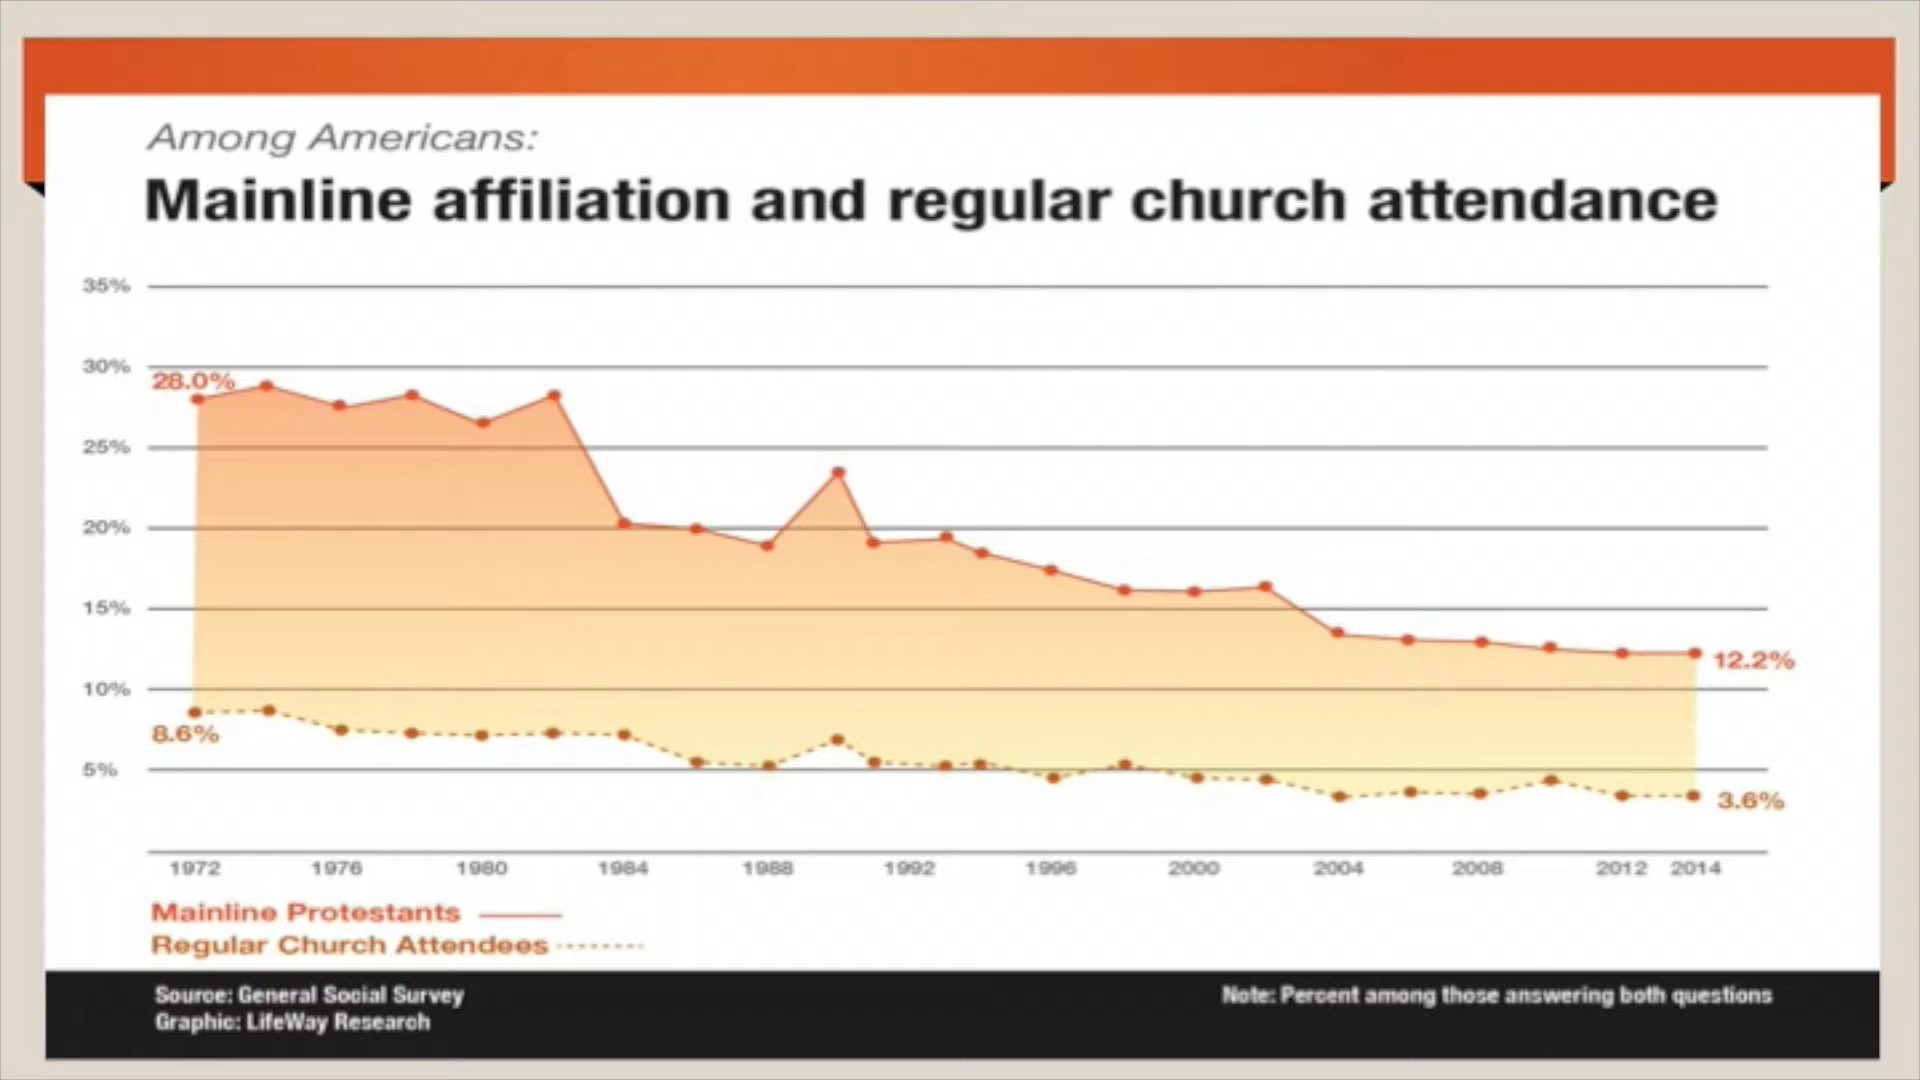 Among Americans:
Mainline affiliation and regular church attendance
35%
30%
28.0%
25%
20%
15%
12.2%
10%
8.6%
5%
3.6%
1972 1976 1980 1984 1988 1992 1996 2000 2004 2008 2012 2014
Mainline Protestants
Regular Church Attendees
Source: General Social Survey
Graphic: LifeWay Research
Note: Percent among those answering both questions